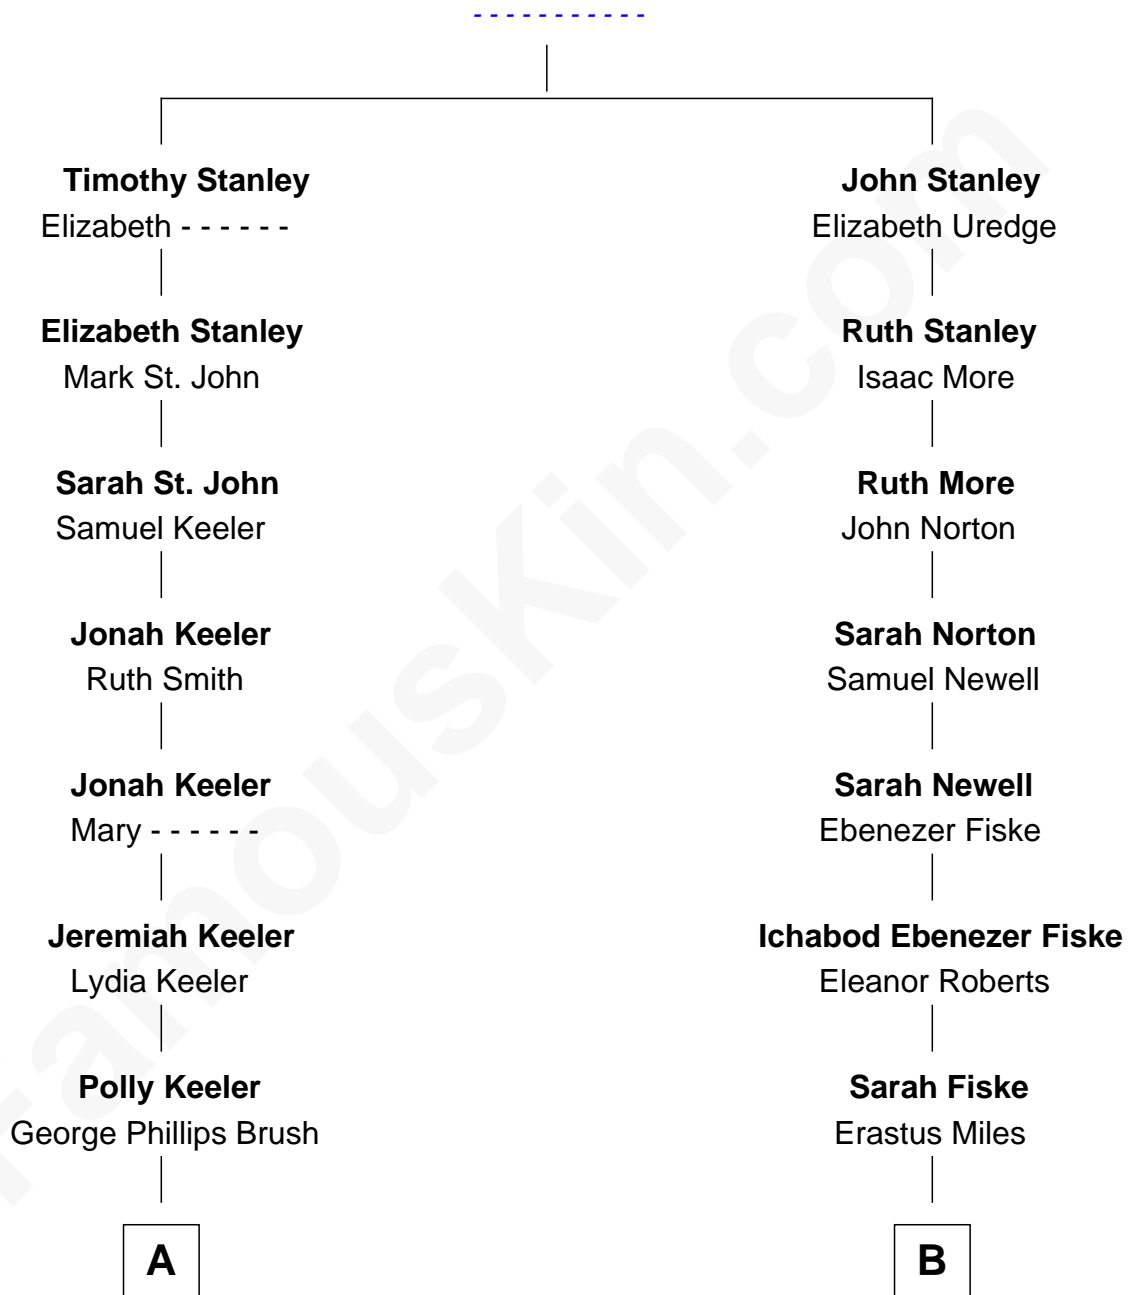 - - - - - - - - - - -
Timothy Stanley
Elizabeth - - - - - -
John Stanley
Elizabeth Uredge
Elizabeth Stanley
Mark St. John
Ruth Stanley
Isaac More
Sarah St. John
Samuel Keeler
Ruth More
John Norton
Jonah Keeler
Ruth Smith
Sarah Norton
Samuel Newell
Jonah Keeler
Mary - - - - - -
Sarah Newell
Ebenezer Fiske
Jeremiah Keeler
Lydia Keeler
Ichabod Ebenezer Fiske
Eleanor Roberts
Polly Keeler
George Phillips Brush
Sarah Fiske
Erastus Miles
A
B
FamousKin.com